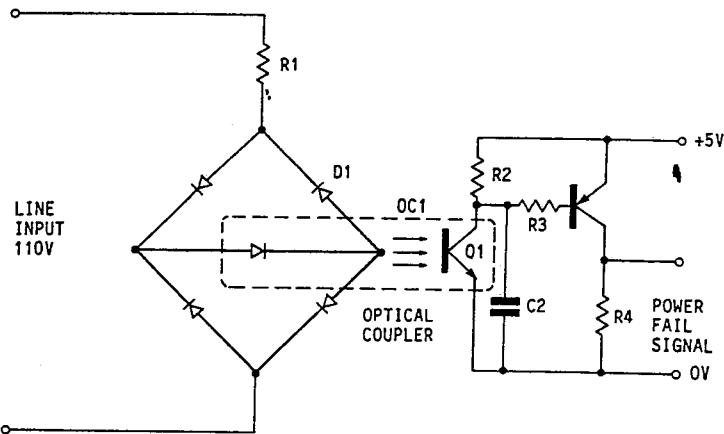 R1
D1
LINE
INPUT
110V
OC1
Q1
OPTICAL
COUPLER
R2
R3
C2
R4
+5V
POWER
FAIL
SIGNAL
0V